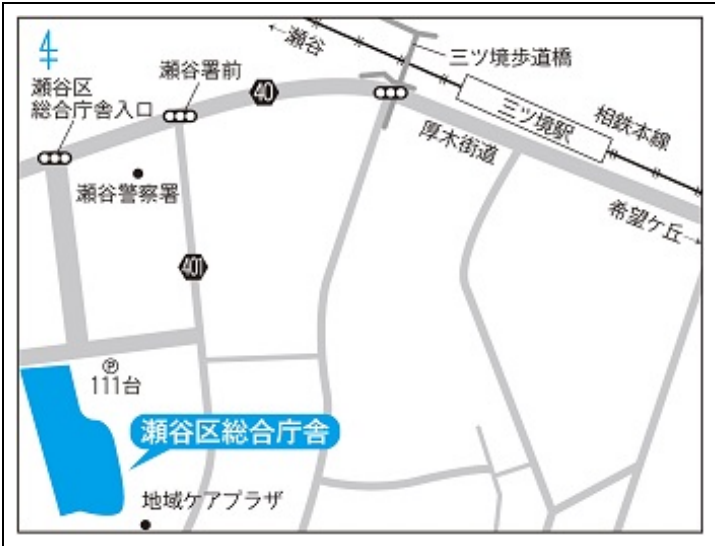 ←瀬谷
三ツ境歩道橋
瀬谷署前
瀬谷区
総合庁舎入口
40
三ツ境駅
相鉄本線
厚木街道
瀬谷警察署
希望ケ丘→
401
P
111台
瀬谷区総合庁舎
地域ケアプラザ